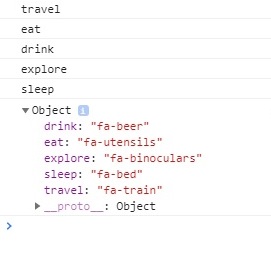 travel
eat
drink
explore
sleep
Object i
drink: "fa-beer"
eat: "fa-utensils"
explore: "fa-binoculars"
sleep: "fa-bed"
travel: "fa-train"
__proto__: Object